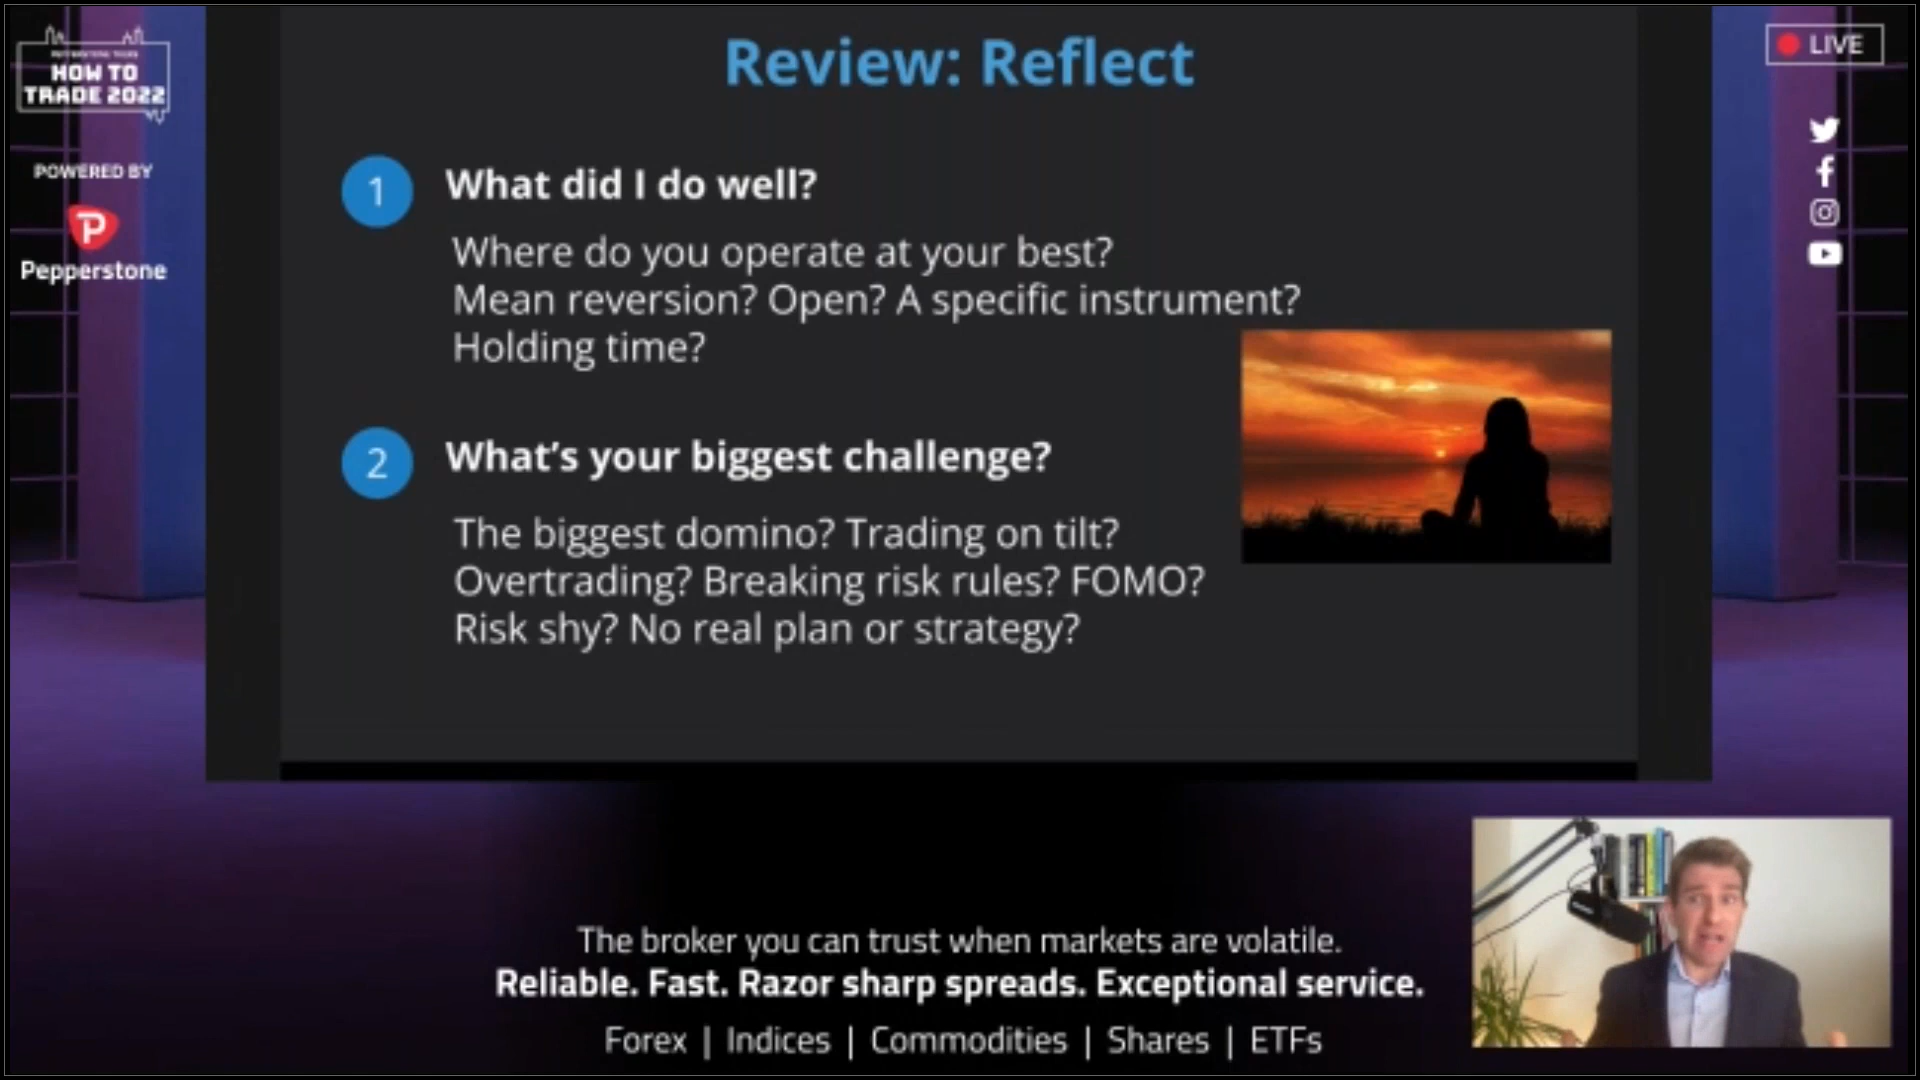 HOW TO
TRADE 2022
POWERED BY
P
Pepperstone
LIVE
Review: Reflect
1
What did I do well?
Where do you operate at your best?
Mean reversion? Open? A specific instrument?
Holding time?
2
What's your biggest challenge?
The biggest domino? Trading on tilt?
Overtrading? Breaking risk rules? FOMO?
Risk shy? No real plan or strategy?
The broker you can trust when markets are volatile.
Reliable. Fast. Razor sharp spreads. Exceptional service.
Forex | Indices | Commodities | Shares | ETFs